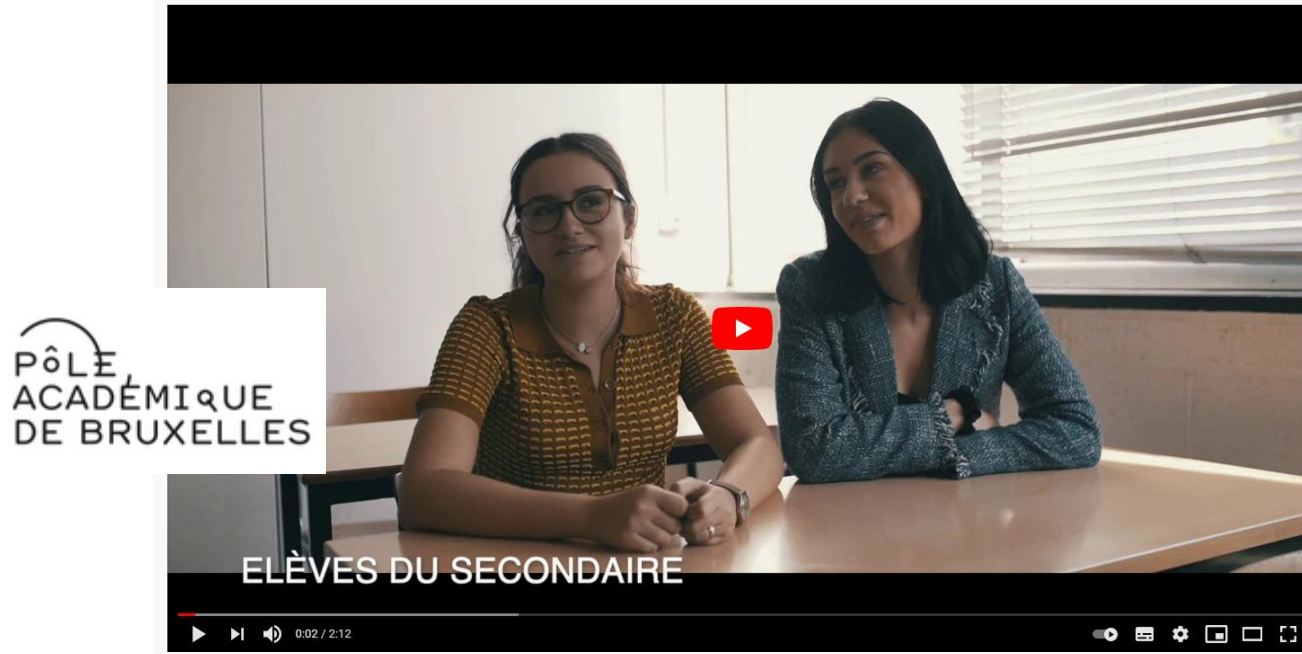 PôLE
ACADÉMIQUE
DE BRUXELLES
ELÈVES DU SECONDAIRE
0:02 / 2:12